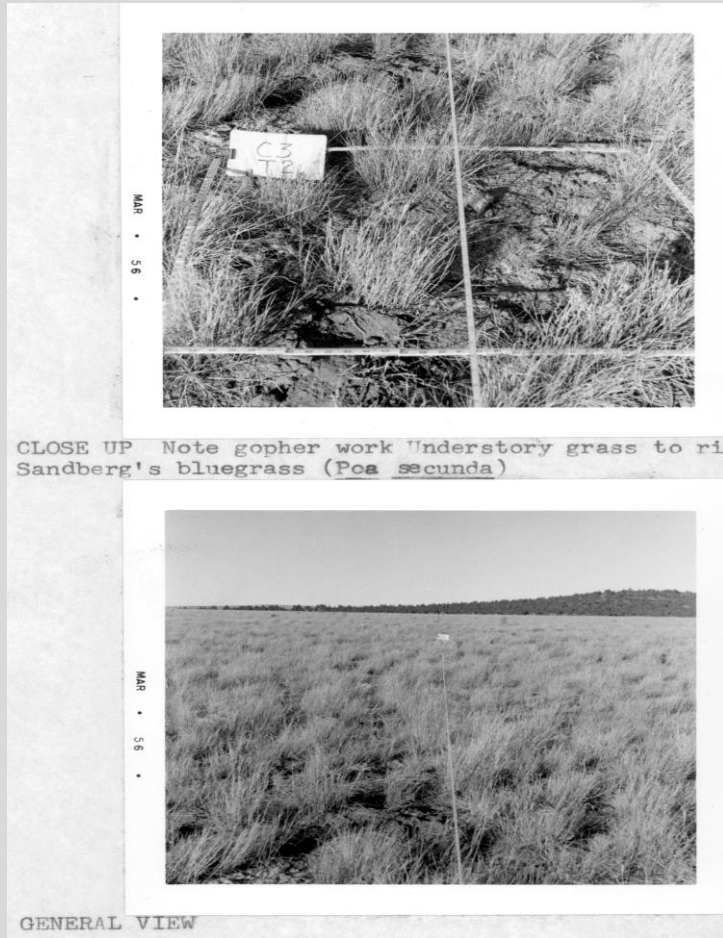 C3
T2
MAR • 56 •
CLOSE UP Note gopher work Understory grass to ri
Sandberg's bluegrass (Poa secunda)
MAR • 56 •
GENERAL VIEW